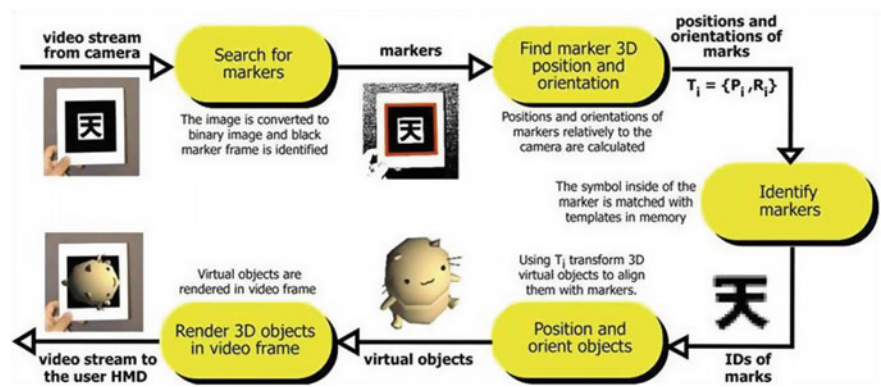 video stream
from camera
天
Search for
markers
The image is converted to
binary image and black
marker frame is identified
markers
天
Find marker 3D
position and
orientation
Positions and orientations of
markers relatively to the
camera are calculated
positions and
orientations of
marks
Ti = {Pi ,Ri}
Identify
markers
The symbol inside of the
marker is matched with
templates in memory
天
IDs of
marks
Using Ti transform 3D
virtual objects to align
them with markers.
Position and
orient objects
virtual objects
Virtual objects are
rendered in video frame
Render 3D objects
in video frame
video stream to
the user HMD